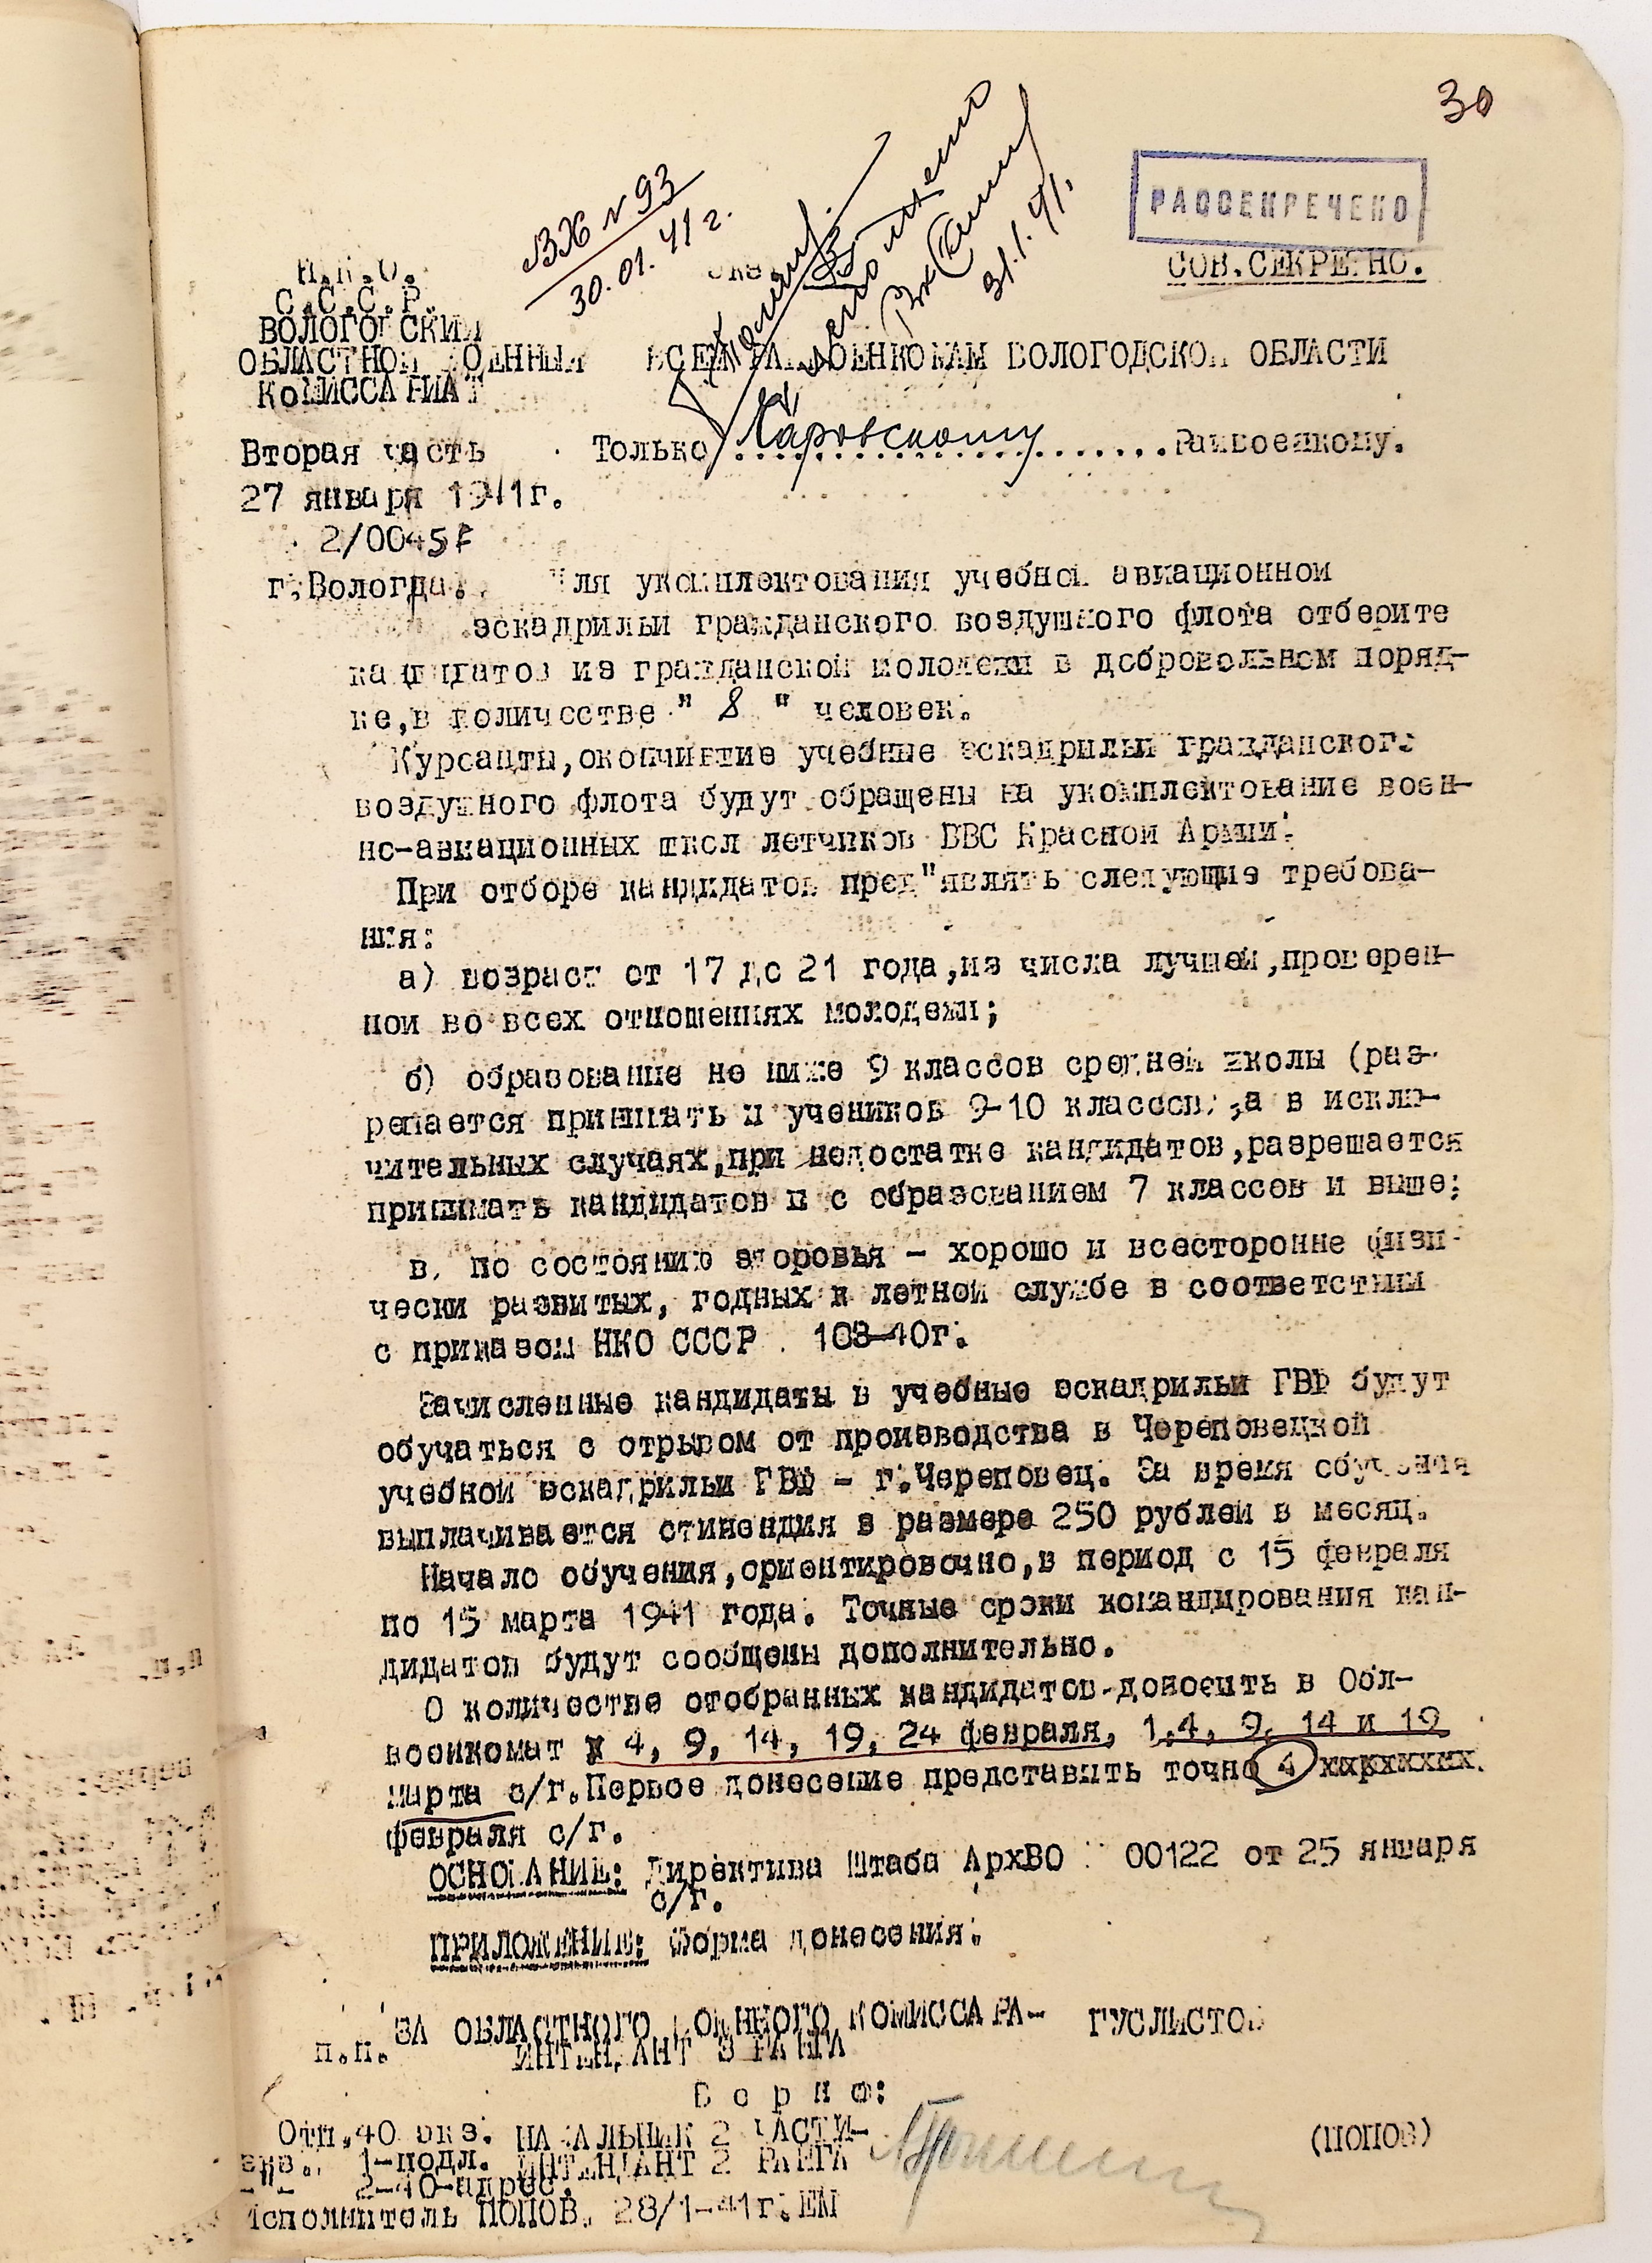 30
РАССЕКРЕЧЕНО
СОВ.СЕКРЕТНО.
ВХ N 93
30.01.41 г.
31.1.41.
Н.К.О.
С.С.С.Р.
ВОЛОГОДСКИЙ
ОБЛАСТНОЙ ВОЕННЫЙ
КОМИССАРИАТ
ВСЕМ РАЙВОЕНКОМАМ ВОЛОГОДСКОЙ ОБЛАСТИ
Вторая часть
Только Харовскому Райвоенкому.
27 января 1941г.
2/0045
г.Вологда.
Для укомплектования учебной авиационной
эскадрильи гражданского воздушного флота отберите
кандидатов из гражданской молодежи в добровольном поряд-
ке,в количестве " 8 " человек.
Курсанты,окончившие учебные эскадрильи гражданского
воздушного флота будут обращены на укомплектование воен-
но-авиационных школ летчиков ВВС Красной Армии.
При отборе кандидатов пред"являть следующие требова-
ния:
а) возраст от 17 до 21 года,из числа лучшей,проверен-
ной во всех отношениях молодежи;
б) образование не ниже 9 классов средней школы (раз-
решается принимать и учеников 9-10 классов, а в исклю-
чительных случаях,при недостатке кандидатов,разрешается
принимать кандидатов и с образованием 7 классов и выше;
в. по состоянию здоровья - хорошо и всесторонне физи-
чески развитых, годных к летной службе в соответствии
с приказом НКО СССР 103-40г.
Зачисленные кандидаты в учебные эскадрильи ГВФ будут
обучаться с отрывом от производства в Череповецкой
учебной эскадрильи ГВФ - г.Череповец. За время обучения
выплачивается стипендия в размере 250 рублей в месяц.
Начало обучения,ориентировочно,в период с 15 февраля
по 15 марта 1941 года. Точные сроки командирования кан-
дидатов будут сообщены дополнительно.
О количестве отобранных кандидатов-доносить в Обл-
военкомат к 4, 9, 14, 19, 24 февраля, 1,4, 9, 14 и 19
марта с/г.Первое донесение представить точно 4
февраля с/г.
ОСНОВАНИЕ: Директива Штаба АрхВО 00122 от 25 января
с/г.
ПРИЛОЖЕНИЕ: Форма донесения.
п.п. ЗА ОБЛАСТНОГО ВОЕННОГО КОМИССАРА- ГУСЛИСТОВ
ИНТЕНДАНТ 3 РАНГА
В е р н о:
Отп.40 экз. НАЧАЛЬНИК 2 ЧАСТИ-
экз. 1-подл. ИНТЕНДАНТ 2 РАНГА (ПОПОВ)
-"- 2-40-адрес.
Исполнитель ПОПОВ. 28/1-41г.ЕМ